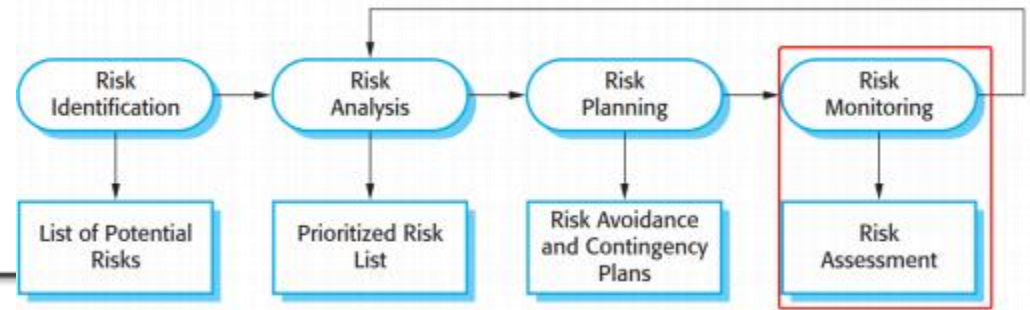 Risk
Identification
Risk
Analysis
Risk
Planning
Risk
Monitoring
List of Potential
Risks
Prioritized Risk
List
Risk Avoidance
and Contingency
Plans
Risk
Assessment